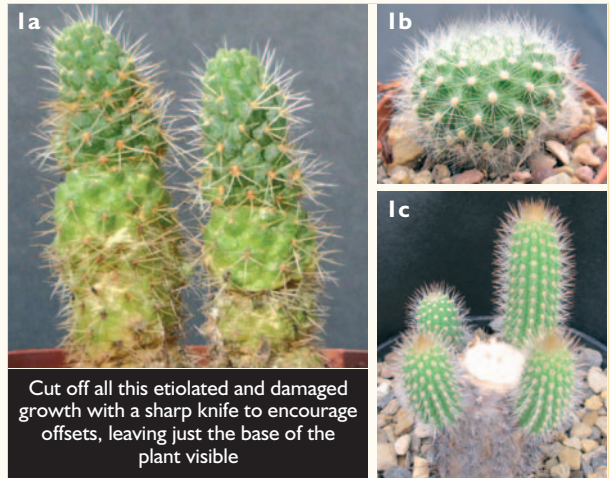 1a
1b
1c
Cut off all this etiolated and damaged
growth with a sharp knife to encourage
offsets, leaving just the base of the
plant visible